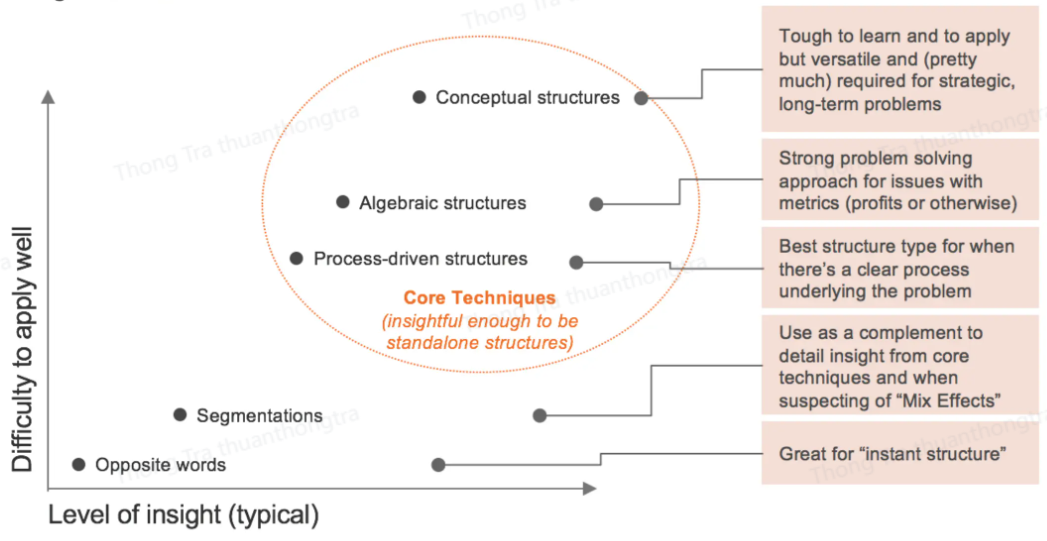 Thong Tra thuanthongtra
Tough to learn and to apply
but versatile and (pretty
much) required for strategic,
long-term problems
Conceptual structures
Strong problem solving
approach for issues with
metrics (profits or otherwise)
Algebraic structures
Best structure type for when
there's a clear process
underlying the problem
Process-driven structures
Core Techniques
(insightful enough to be
standalone structures)
Use as a complement to
detail insight from core
techniques and when
suspecting of “Mix Effects”
Segmentations
Great for “instant structure”
Opposite words
Difficulty to apply well
Level of insight (typical)